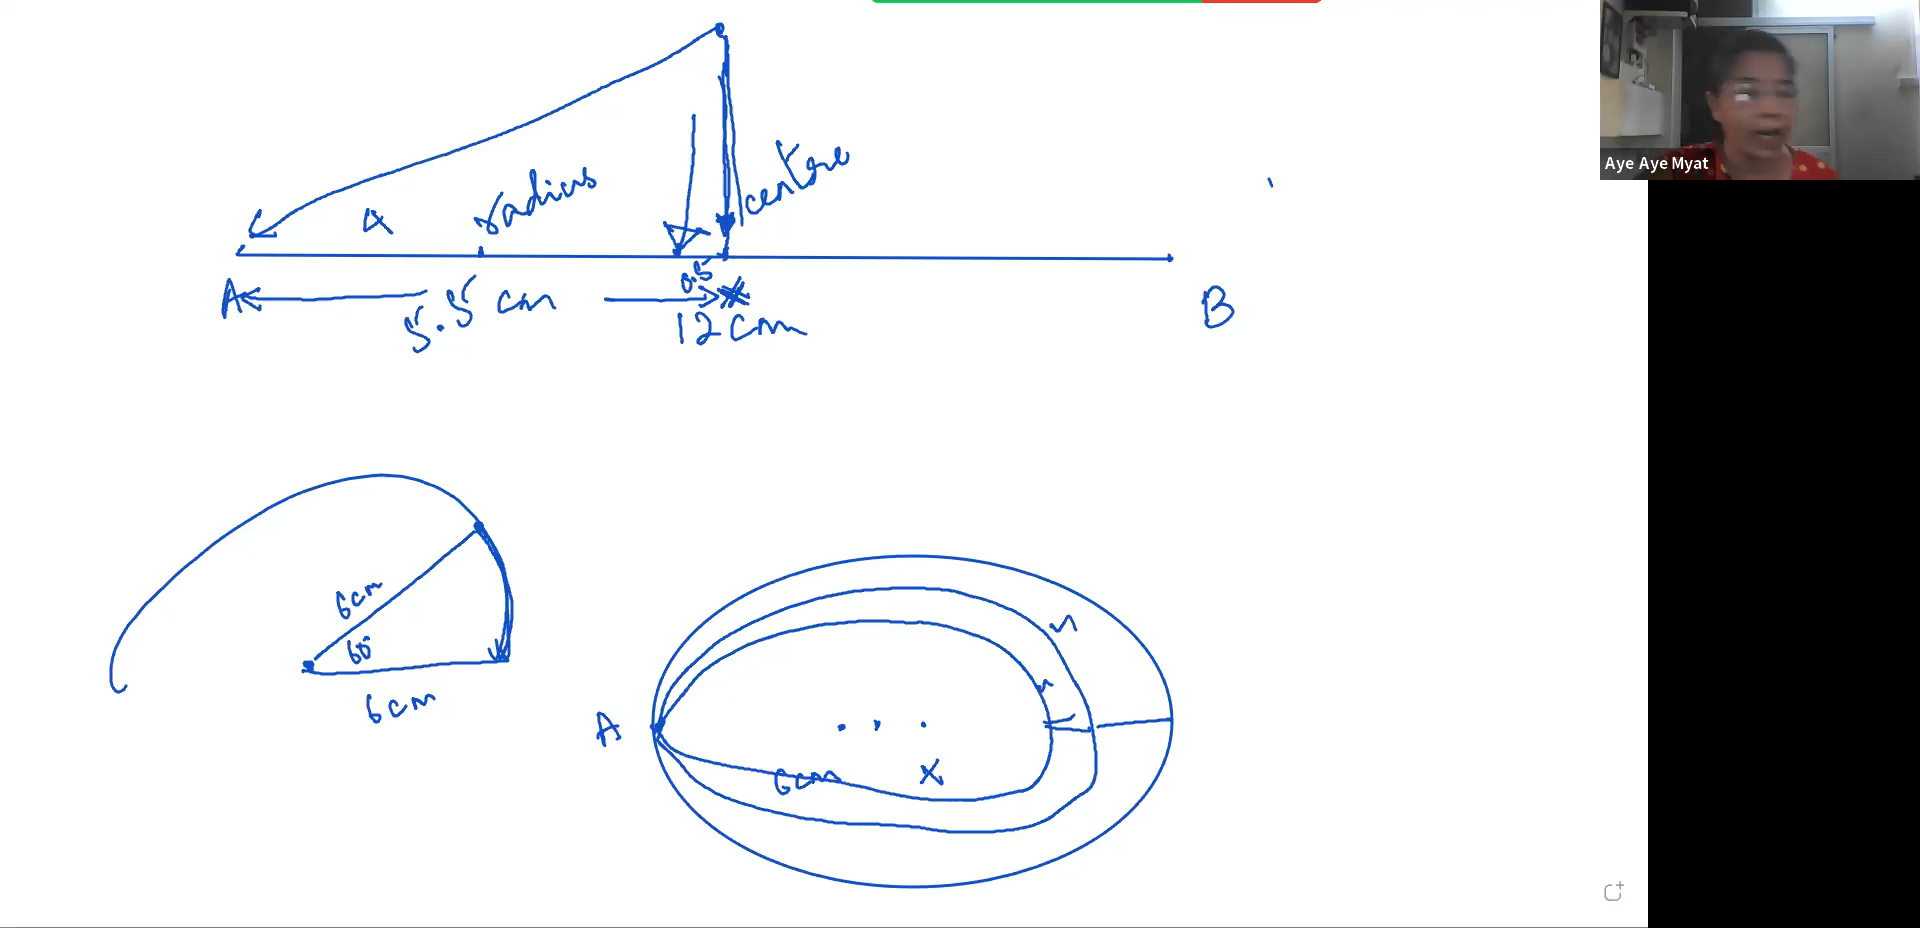 radius
centre
A
5.5 cm
0.5
12 cm
B
6cm
60°
6cm
A
6cm
X
Aye Aye Myat